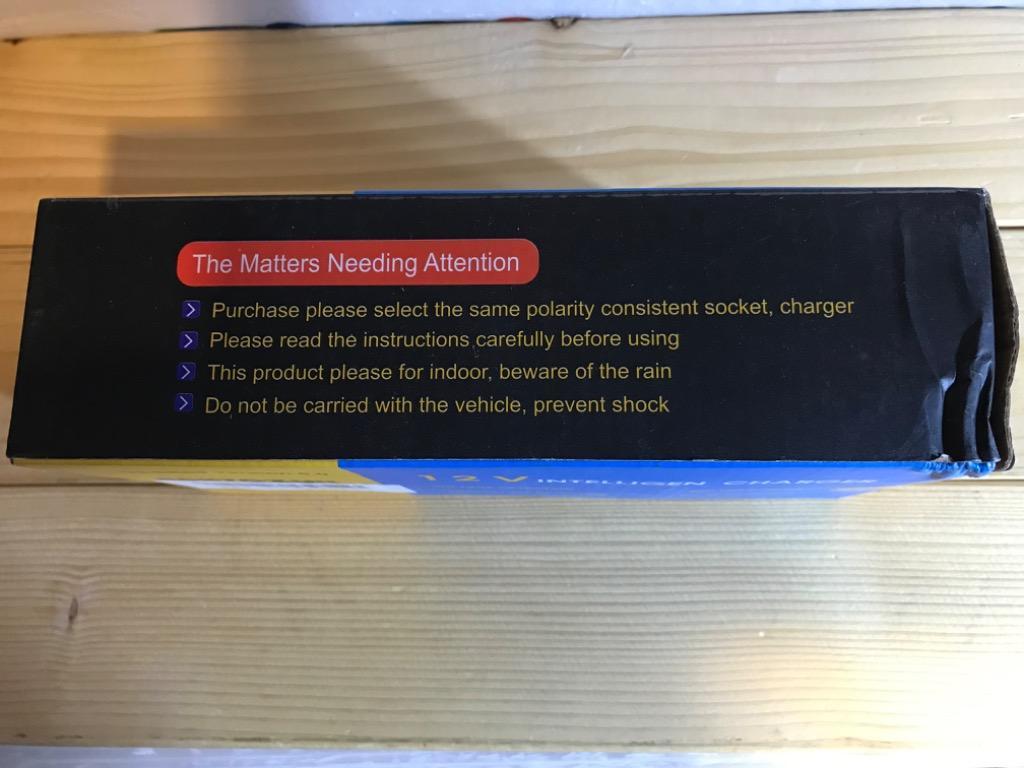 The Matters Needing Attention
Purchase please select the same polarity consistent socket, charger
Please read the instructions carefully before using
This product please for indoor, beware of the rain
Do not be carried with the vehicle, prevent shock
12V INTELLIGEN CHARGER